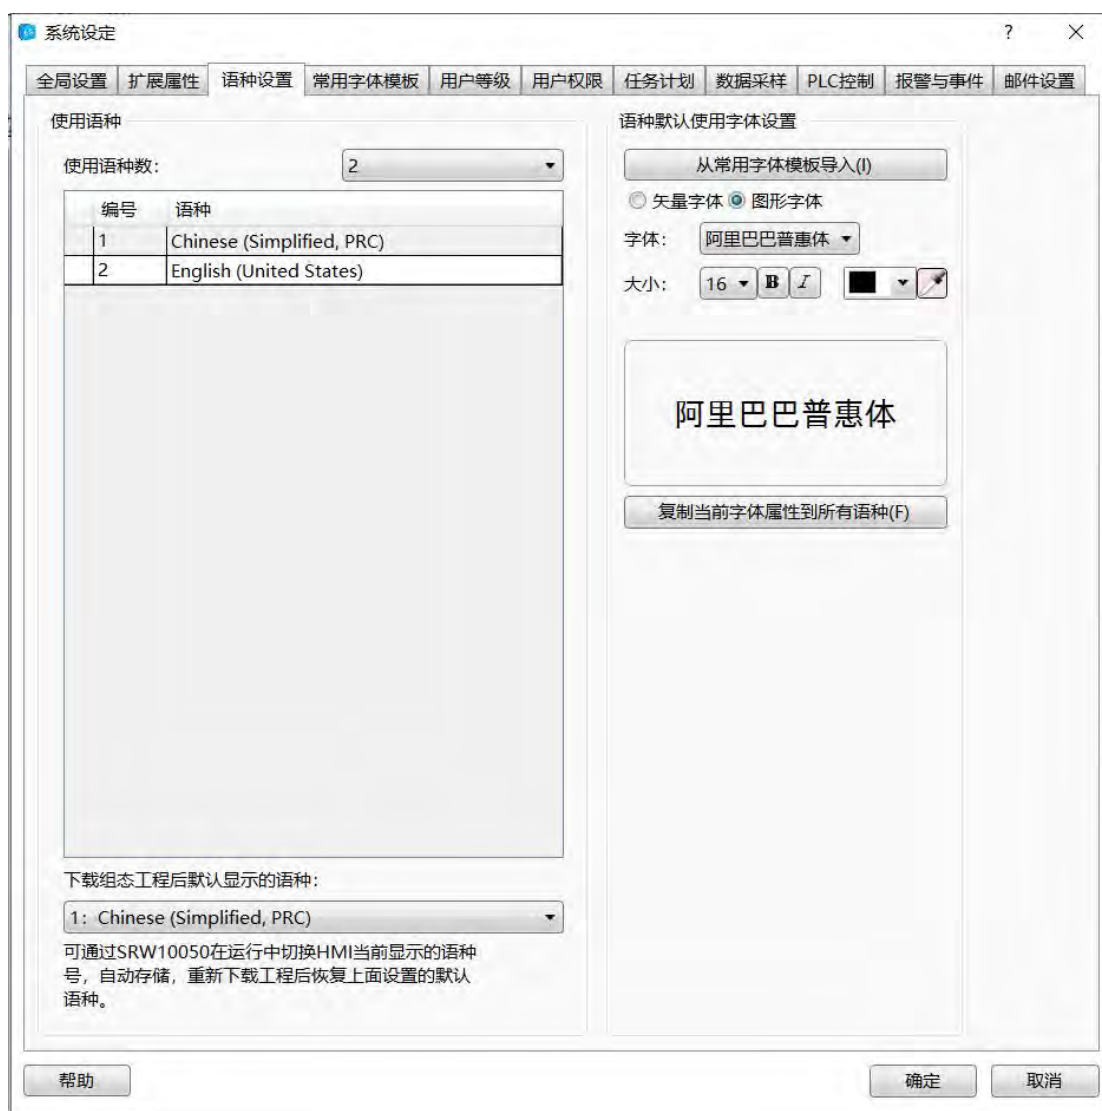 系统设定
?
全局设置 扩展属性 语种设置 常用字体模板 用户等级 用户权限 任务计划 数据采样 PLC控制 报警与事件 邮件设置
使用语种
使用语种数：
2
编号 语种
1 Chinese (Simplified, PRC)
2 English (United States)
下载组态工程后默认显示的语种：
1：Chinese (Simplified, PRC)
可通过SRW10050在运行中切换HMI当前显示的语种
号，自动存储，重新下载工程后恢复上面设置的默认
语种。
语种默认使用字体设置
从常用字体模板导入(I)
矢量字体 图形字体
字体： 阿里巴巴普惠体
大小： 16 B I
阿里巴巴普惠体
复制当前字体属性到所有语种(F)
帮助
确定
取消